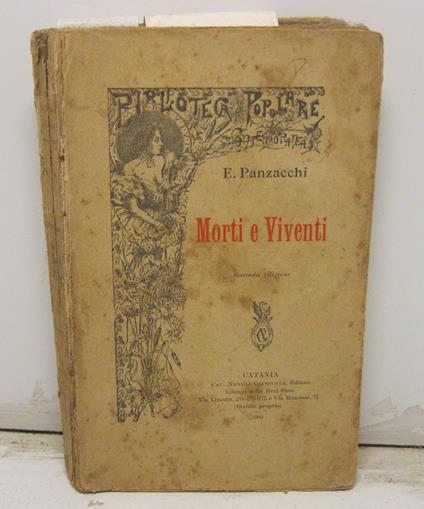 BIBLIOTECA POPOLARE
CONTEMPORANEA
E. Panzacchi
Morti e Viventi
Seconda edizione
CATANIA
CAV. NICCOLÒ GIANNOTTA, Editore
Libraio della Real Casa
Via Lincoln, 271-273-275 e Via Manzoni, 77
(Stabile proprio)